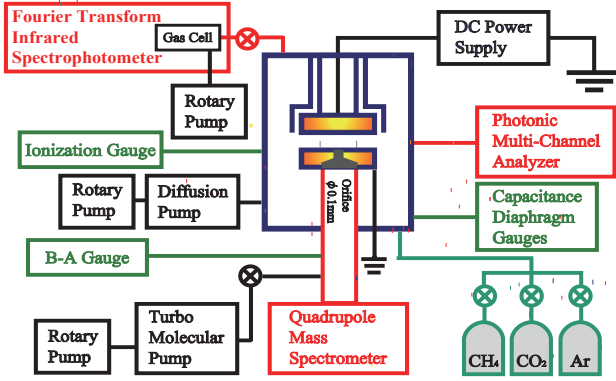 Fourier Transform
Infrared
Spectrophotometer
Gas Cell
DC Power
Supply
Rotary
Pump
Photonic
Multi-Channel
Analyzer
Ionization Gauge
Rotary
Pump
Diffusion
Pump
Orifice
ϕ 0.1mm
Capacitance
Diaphragm
Gauges
B-A Gauge
Rotary
Pump
Turbo
Molecular
Pump
Quadrupole
Mass
Spectrometer
CH₄
CO₂
Ar